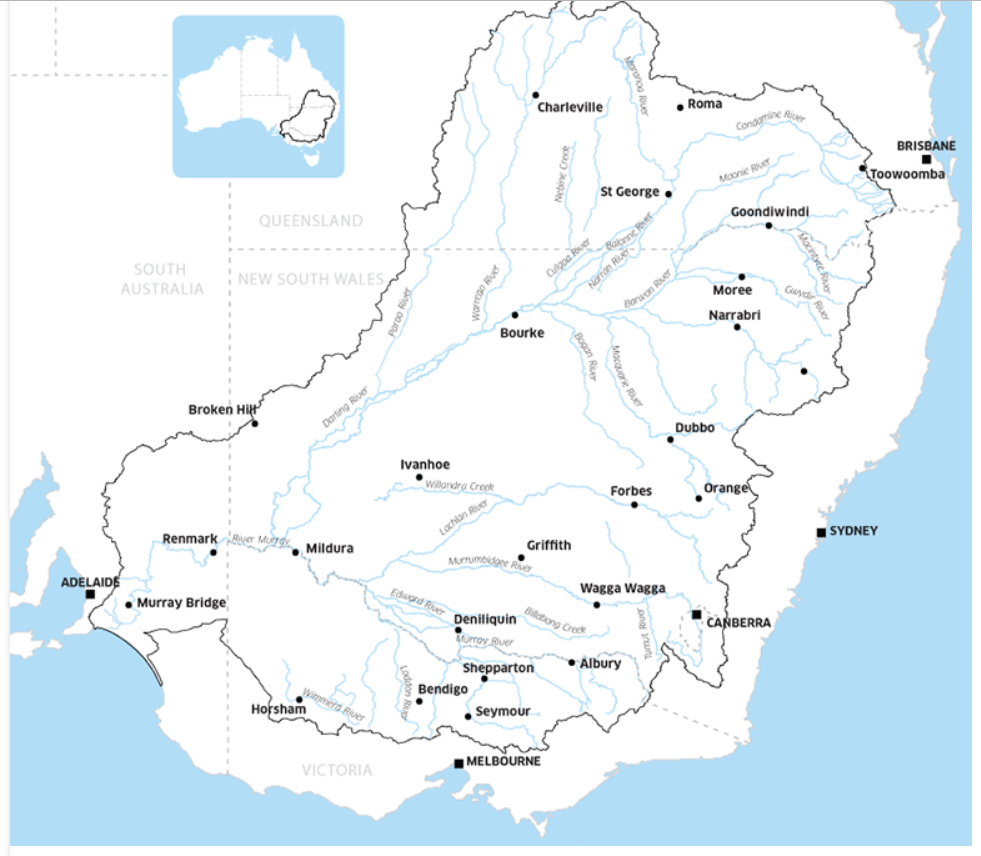 Charleville
Maranoa River
Roma
Condamine River
BRISBANE
Toowoomba
Nebine Creek
St George
Moonie River
Goondiwindi
QUEENSLAND
SOUTH
AUSTRALIA
NEW SOUTH WALES
Culgoa River
Balonne River
Narran River
Macintyre River
Paroo River
Warrego River
Barwon River
Moree
Gwydir River
Narrabri
Bourke
Bogan River
Macquarie River
Darling River
Broken Hill
Dubbo
Ivanhoe
Willandra Creek
Forbes
Orange
Lachlan River
SYDNEY
Renmark
River Murray
Mildura
Griffith
Murrumbidgee River
ADELAIDE
Murray Bridge
Wagga Wagga
Edward River
Billabong Creek
Deniliquin
Tumut River
CANBERRA
Murray River
Shepparton
Albury
Loddon River
Bendigo
Horsham
Wimmera River
Seymour
VICTORIA
MELBOURNE